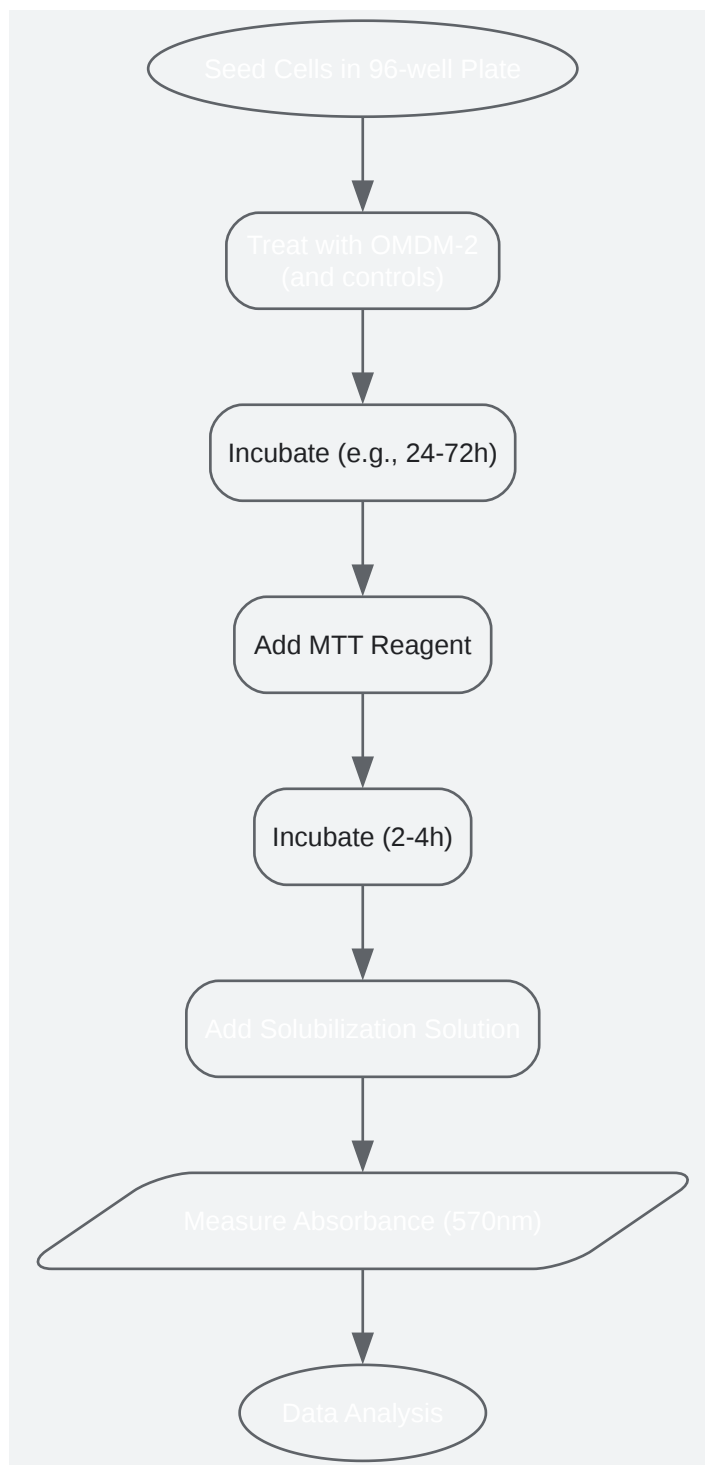 Seed Cells in 96-well Plate
Treat with OMDM-2
(and controls)
Incubate (e.g., 24-72h)
Add MTT Reagent
Incubate (2-4h)
Add Solubilization Solution
Measure Absorbance (570nm)
Data Analysis